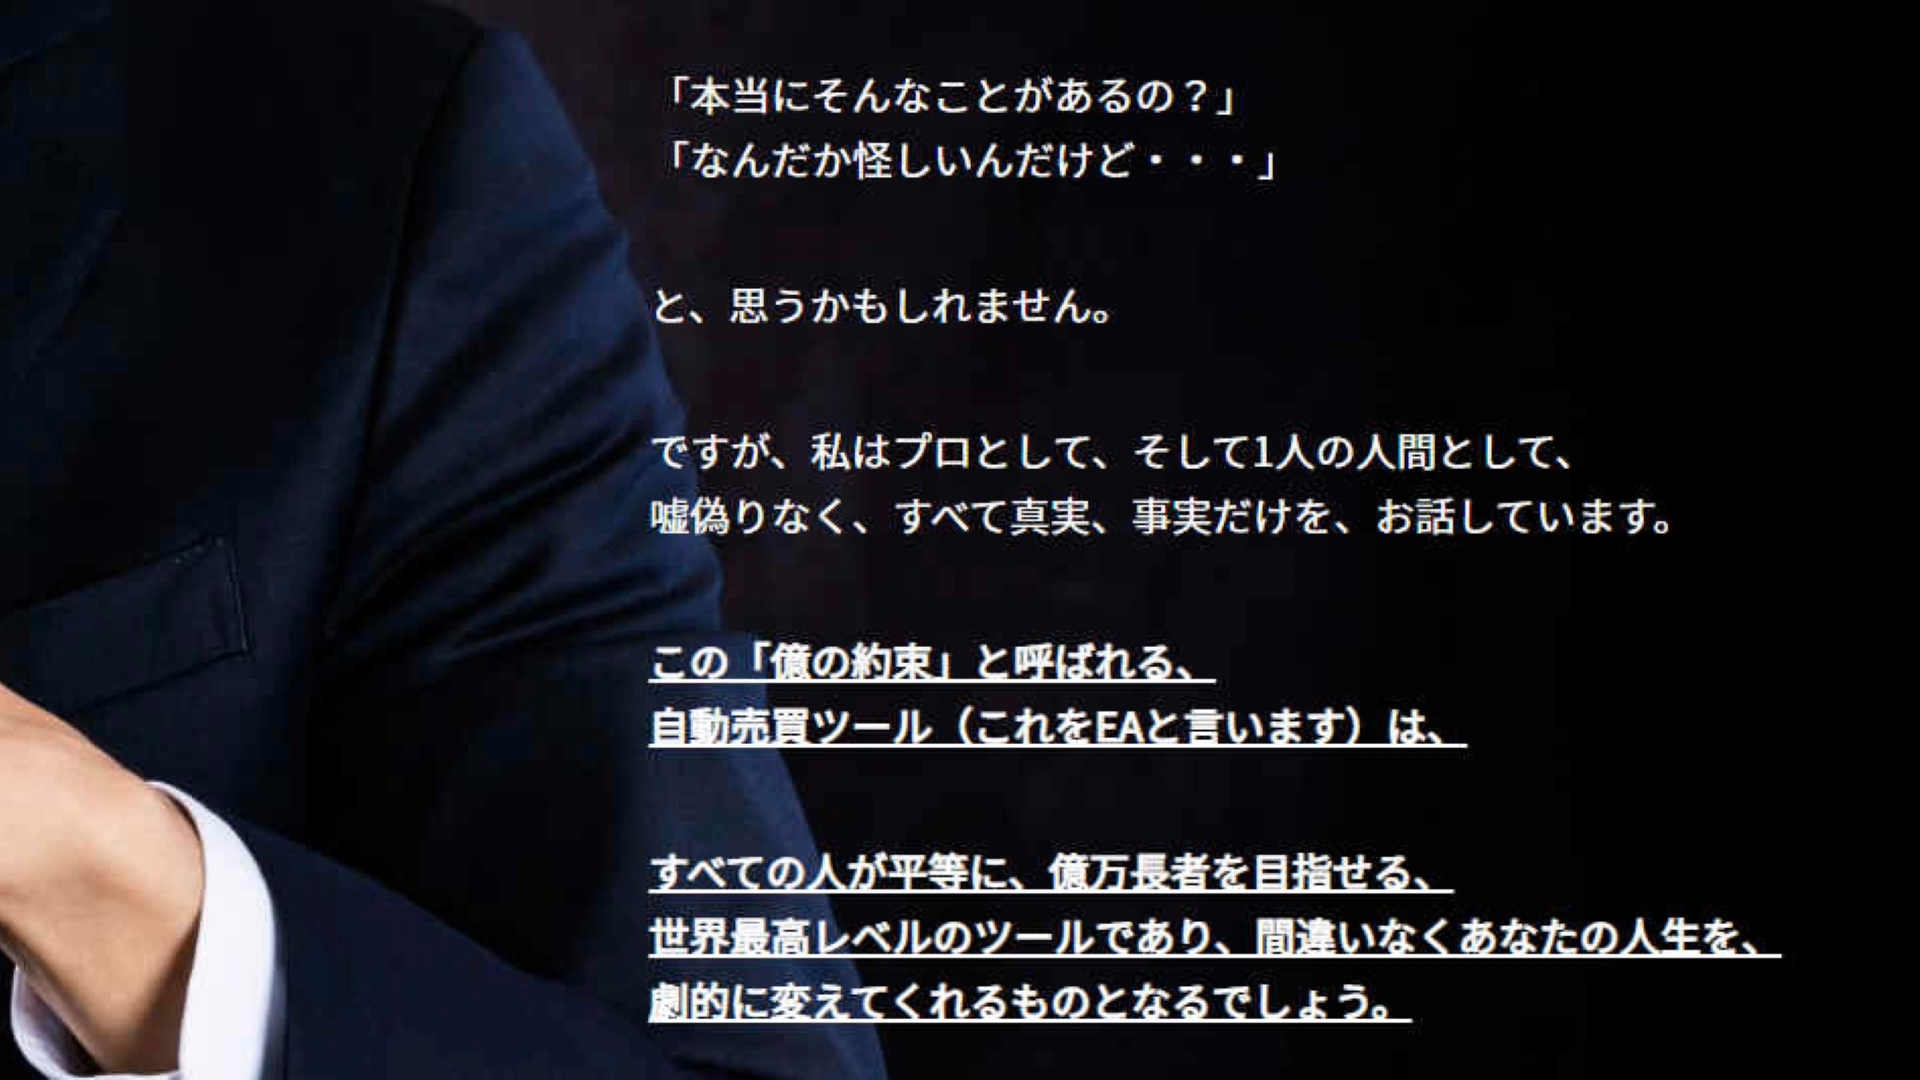 「本当にそんなことがあるの？」
「なんだか怪しいんだけど・・・」
と、思うかもしれません。
ですが、私はプロとして、そして1人の人間として、
嘘偽りなく、すべて真実、事実だけを、お話しています。
この「億の約束」と呼ばれる、
自動売買ツール（これをEAと言います）は、
すべての人が平等に、億万長者を目指せる、
世界最高レベルのツールであり、間違いなくあなたの人生を、
劇的に変えてくれるものとなるでしょう。